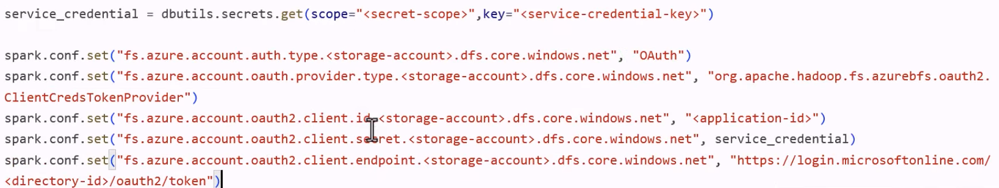 service_credential = dbutils.secrets.get(scope="<secret-scope>",key="<service-credential-key>")
spark.conf.set("fs.azure.account.auth.type.<storage-account>.dfs.core.windows.net", "OAuth")
spark.conf.set("fs.azure.account.oauth.provider.type.<storage-account>.dfs.core.windows.net", "org.apache.hadoop.fs.azurebfs.oauth2.
ClientCredsTokenProvider")
spark.conf.set("fs.azure.account.oauth2.client.id.<storage-account>.dfs.core.windows.net", "<application-id>")
spark.conf.set("fs.azure.account.oauth2.client.secret.<storage-account>.dfs.core.windows.net", service_credential)
spark.conf.set("fs.azure.account.oauth2.client.endpoint.<storage-account>.dfs.core.windows.net", "https://login.microsoftonline.com/
<directory-id>/oauth2/token")